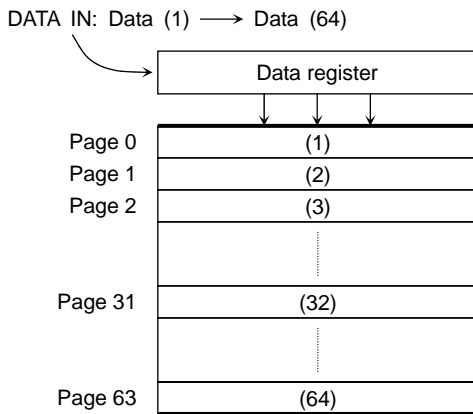 DATA IN: Data (1) → Data (64)
Data register
Page 0 (1)
Page 1 (2)
Page 2 (3)
Page 31 (32)
Page 63 (64)